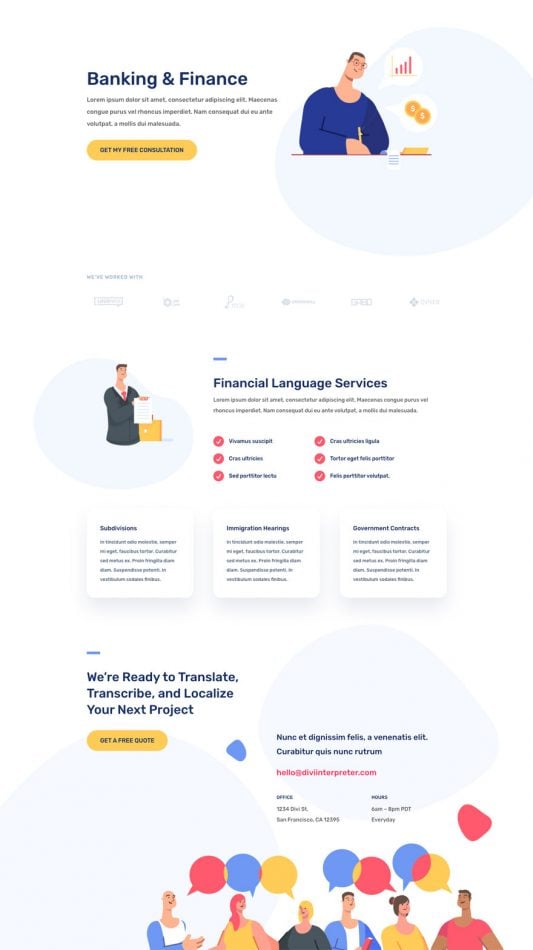 Banking & Finance
Lorem ipsum dolor sit amet, consectetur adipiscing elit. Maecenas
congue purus vel rhoncus imperdiet. Nam consequat dui eu ante
volutpat, a mollis dui malesuada.
GET MY FREE CONSULTATION
WE'VE WORKED WITH
Financial Language Services
Lorem ipsum dolor sit amet, consectetur adipiscing elit. Maecenas congue purus vel
rhoncus imperdiet. Nam consequat dui eu ante volutpat, a mollis dui malesuada.
Vivamus suscipit
Cras ultricies ligula
Cras ultricies
Tortor eget felis porttitor
Sed porttitor lectu
Felis porttitor volutpat.
Subdivisions
In tincidunt odio molestie, semper
mi eget, faucibus tortor. Curabitur
sed metus ex. Proin fringilla diam
diam. Suspendisse potenti. In
vestibulum sodales finibus.
Immigration Hearings
In tincidunt odio molestie, semper
mi eget, faucibus tortor. Curabitur
sed metus ex. Proin fringilla diam
diam. Suspendisse potenti. In
vestibulum sodales finibus.
Government Contracts
In tincidunt odio molestie, semper
mi eget, faucibus tortor. Curabitur
sed metus ex. Proin fringilla diam
diam. Suspendisse potenti. In
vestibulum sodales finibus.
We're Ready to Translate,
Transcribe, and Localize
Your Next Project
GET A FREE QUOTE
Nunc et dignissim felis, a venenatis elit.
Curabitur quis nunc rutrum
hello@diviinterpreter.com
OFFICE
1234 Divi St.
San Francisco, CA 12395
HOURS
6am – 8pm PDT
Everyday